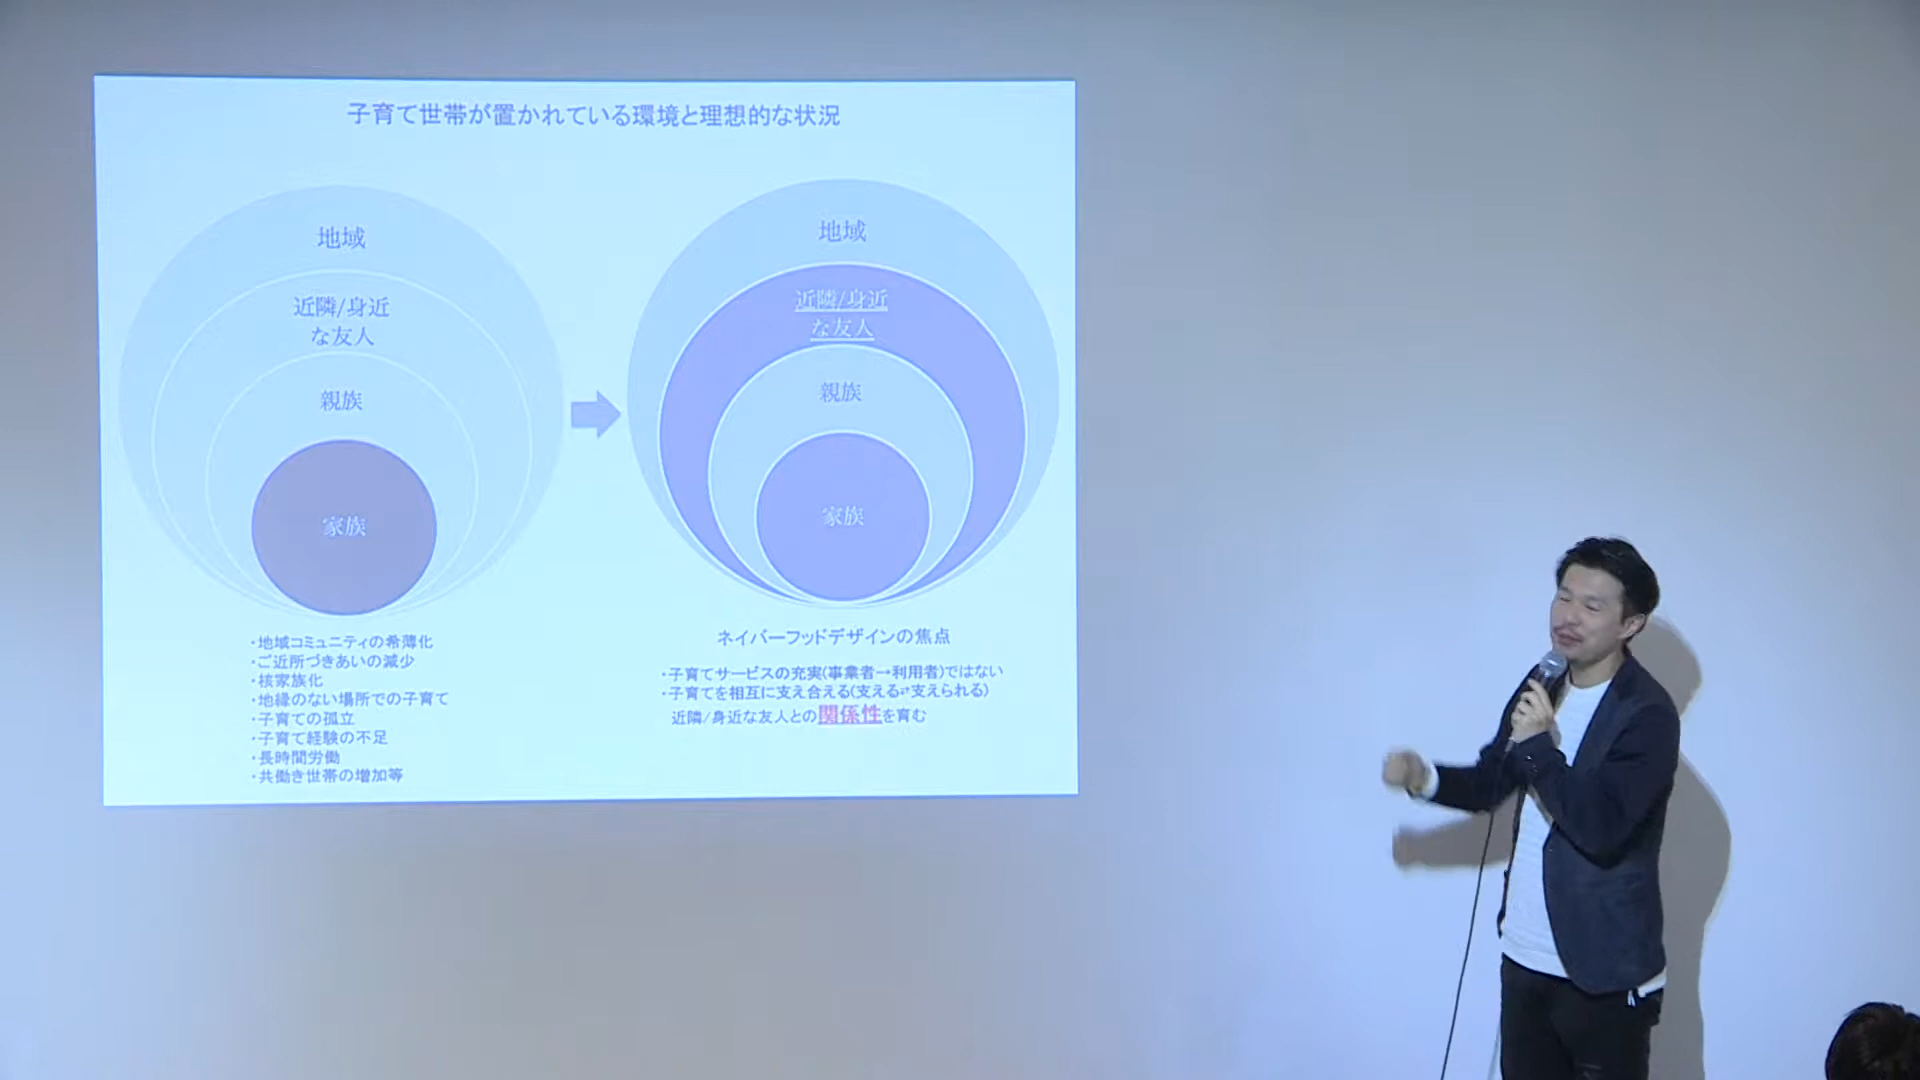 子育て世帯が置かれている環境と理想的な状況
地域
近隣/身近
な友人
親族
家族
・地域コミュニティの希薄化
・ご近所づきあいの減少
・核家族化
・地縁のない場所での子育て
・子育ての孤立
・子育て経験の不足
・長時間労働
・共働き世帯の増加等
地域
近隣/身近
な友人
親族
家族
ネイバーフッドデザインの焦点
・子育てサービスの充実(事業者→利用者)ではない
・子育てを相互に支え合える(支える⇄支えられる)
近隣/身近な友人との関係性を育む